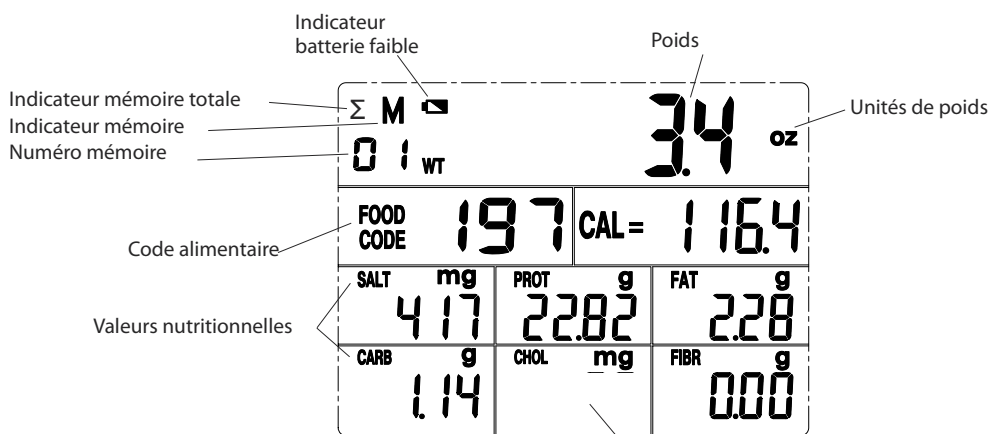 Indicateur
batterie faible
Poids
Indicateur mémoire totale
Indicateur mémoire
Numéro mémoire
Unités de poids
Σ M
3.4 oz
01 WT
FOOD
CODE
197
CAL = 116.4
Code alimentaire
SALT mg
417
PROT g
22.82
FAT g
2.28
Valeurs nutritionnelles
CARB g
1.14
CHOL mg
_ _
FIBR g
0.00